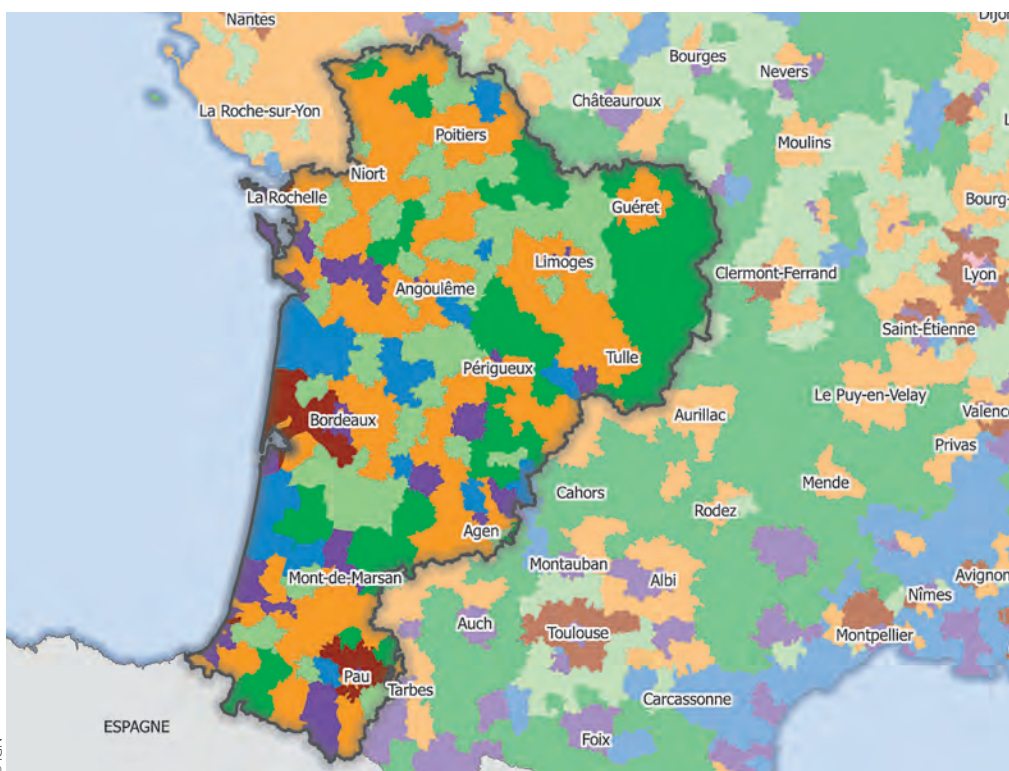 Nantes
Dijon
Bourges
Nevers
Châteauroux
La Roche-sur-Yon
Poitiers
Moulins
Niort
La Rochelle
Guéret
Bourg-
Limoges
Clermont-Ferrand
Lyon
Angoulême
Saint-Étienne
Tulle
Périgueux
Le Puy-en-Velay
Aurillac
Valence
Bordeaux
Privas
Mende
Cahors
Rodez
Agen
Montauban
Avignon
Mont-de-Marsan
Albi
Nîmes
Auch
Toulouse
Montpellier
Pau
Tarbes
Carcassonne
ESPAGNE
Foix